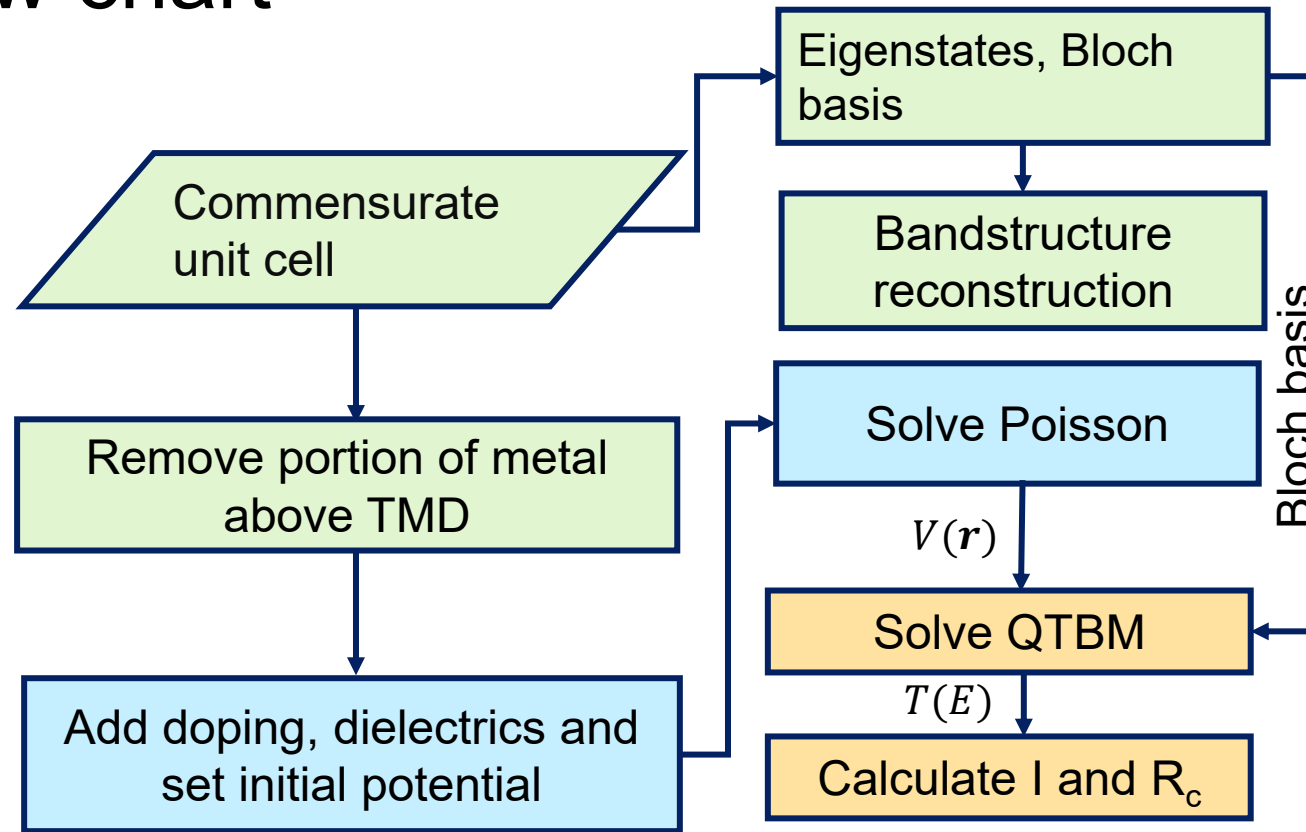 Eigenstates, Bloch
basis
Commensurate
unit cell
Bandstructure
reconstruction
Bloch basis
Remove portion of metal
above TMD
Solve Poisson
V(r)
Solve QTBM
T(E)
Add doping, dielectrics and
set initial potential
Calculate I and Rc